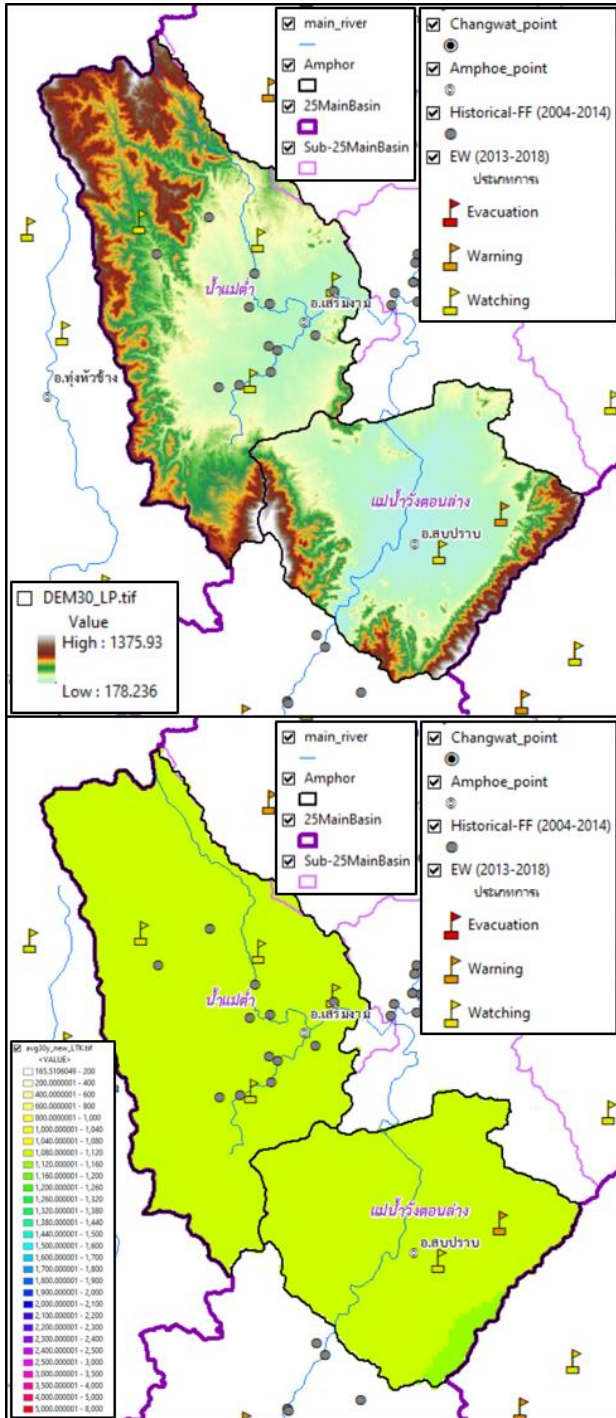 main_river
Amphor
25MainBasin
Sub-25MainBasin
Changwat_point
Amphoe_point
Historical-FF (2004-2014)
EW (2013-2018)
ประเภทการเ
Evacuation
Warning
Watching
น้ำแม่ต๋ำ
อ.เสริมงาม
อ.ทุ่งหัวช้าง
แม่น้ำวังตอนล่าง
อ.สบปราบ
DEM30_LP.tif
Value
High : 1375.93
Low : 178.236
main_river
Amphor
25MainBasin
Sub-25MainBasin
Changwat_point
Amphoe_point
Historical-FF (2004-2014)
EW (2013-2018)
ประเภทการเ
Evacuation
Warning
Watching
น้ำแม่ต๋ำ
อ.เสริมงาม
แม่น้ำวังตอนล่าง
อ.สบปราบ
avg30y_new_LTK.tif
<VALUE>
165.5106049 - 200
200.0000001 - 400
400.0000001 - 600
600.0000001 - 800
800.0000001 - 1,000
1,000.000001 - 1,040
1,040.000001 - 1,080
1,080.000001 - 1,120
1,120.000001 - 1,160
1,160.000001 - 1,200
1,200.000001 - 1,260
1,260.000001 - 1,320
1,320.000001 - 1,380
1,380.000001 - 1,440
1,440.000001 - 1,500
1,500.000001 - 1,600
1,600.000001 - 1,700
1,700.000001 - 1,800
1,800.000001 - 1,900
1,900.000001 - 2,000
2,000.000001 - 2,100
2,100.000001 - 2,200
2,200.000001 - 2,300
2,300.000001 - 2,400
2,400.000001 - 2,500
2,500.000001 - 3,000
3,000.000001 - 3,500
3,500.000001 - 4,000
4,000.000001 - 5,000
5,000.000001 - 8,000